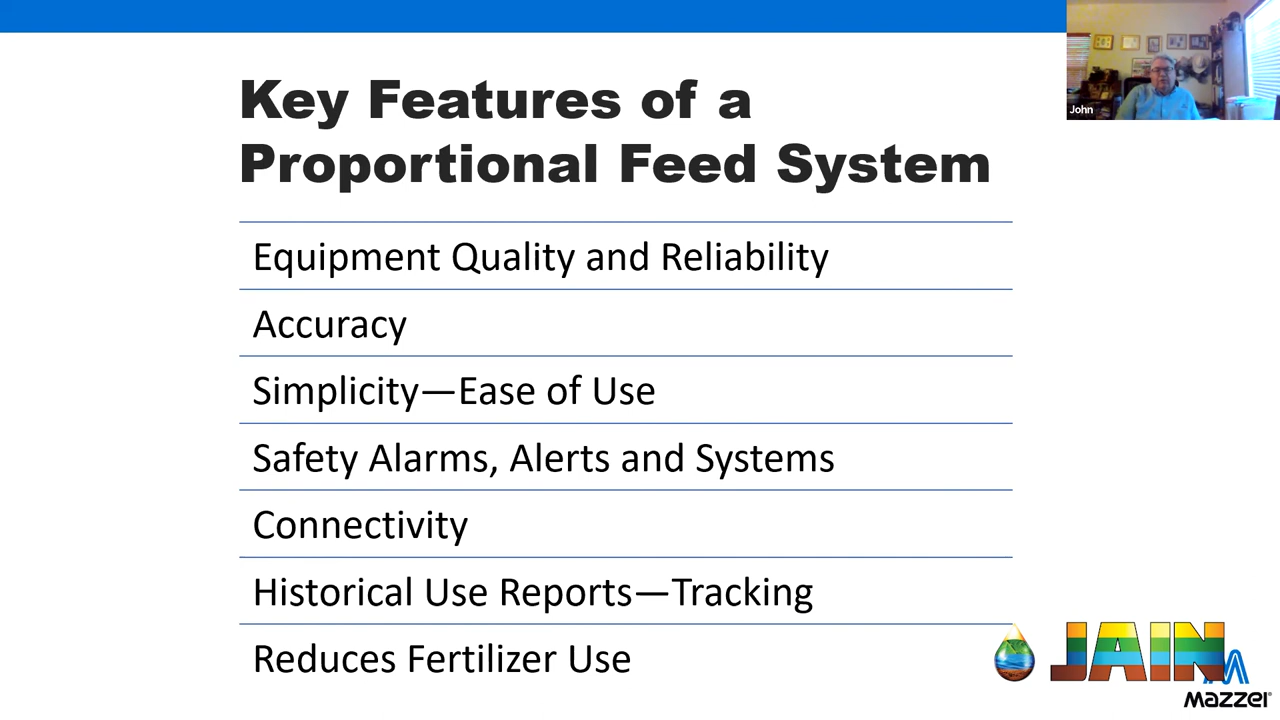 John
Key Features of a
Proportional Feed System
Equipment Quality and Reliability
Accuracy
Simplicity—Ease of Use
Safety Alarms, Alerts and Systems
Connectivity
Historical Use Reports—Tracking
Reduces Fertilizer Use
JAIN
Mazzei®